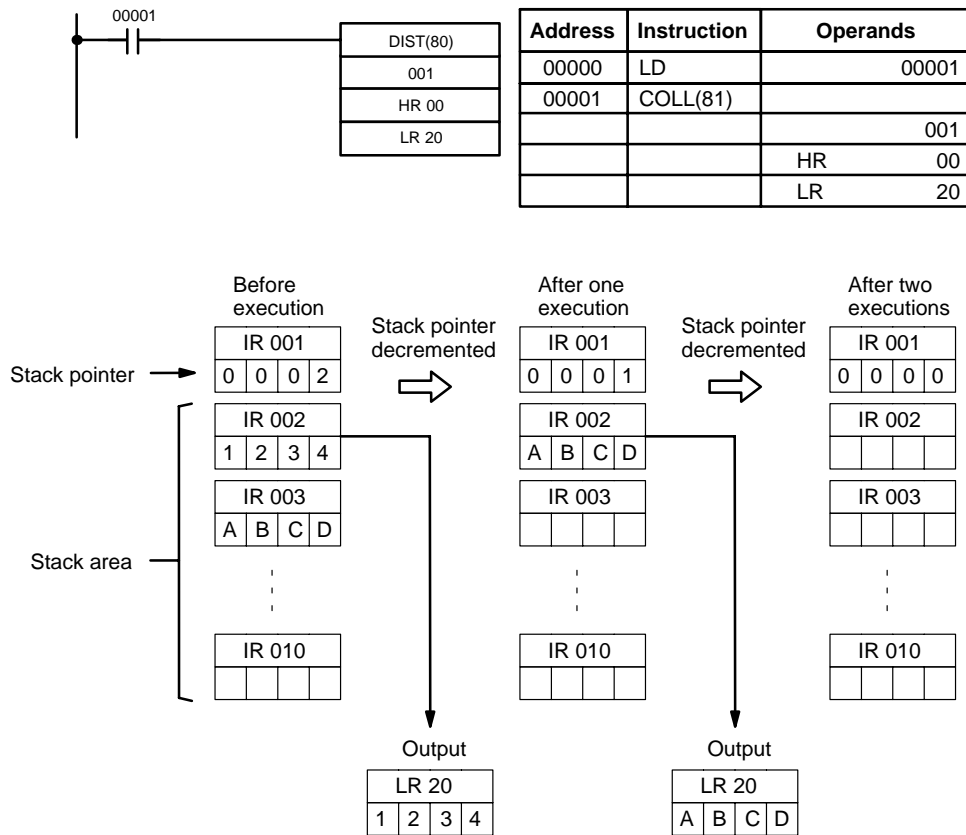 00001
DIST(80)
001
HR 00
LR 20
Address Instruction Operands
00000 LD 00001
00001 COLL(81)
001
HR 00
LR 20
Before
execution
After one
execution
After two
executions
Stack pointer
decremented
Stack pointer
decremented
IR 001
IR 001
IR 001
Stack pointer
0 0 0 2
0 0 0 1
0 0 0 0
IR 002
IR 002
IR 002
1 2 3 4
A B C D
IR 003
IR 003
IR 003
A B C D
Stack area
IR 010
IR 010
IR 010
Output
Output
LR 20
LR 20
1 2 3 4
A B C D